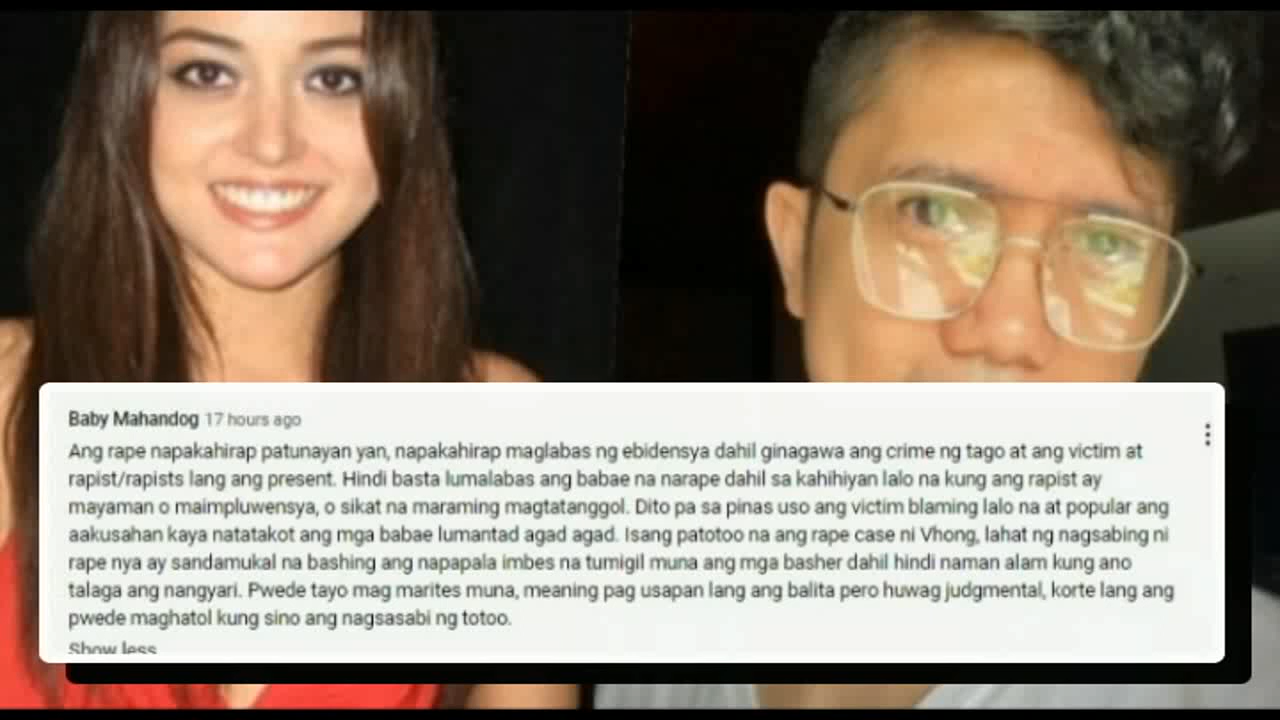 Baby Mahandog 17 hours ago
Ang rape napakahirap patunayan yan, napakahirap maglabas ng ebidensya dahil ginagawa ang crime ng tago at ang victim at
rapist/rapists lang ang present. Hindi basta lumalabas ang babae na narape dahil sa kahihiyan lalo na kung ang rapist ay
mayaman o maimpluwensya, o sikat na maraming magtatanggol. Dito pa sa pinas uso ang victim blaming lalo na at popular ang
aakusahan kaya natatakot ang mga babae lumantad agad agad. Isang patotoo na ang rape case ni Vhong, lahat ng nagsabing ni
rape nya ay sandamukal na bashing ang napapala imbes na tumigil muna ang mga basher dahil hindi naman alam kung ano
talaga ang nangyari. Pwede tayo mag marites muna, meaning pag usapan lang ang balita pero huwag judgmental, korte lang ang
pwede maghatol kung sino ang nagsasabi ng totoo.
Show less